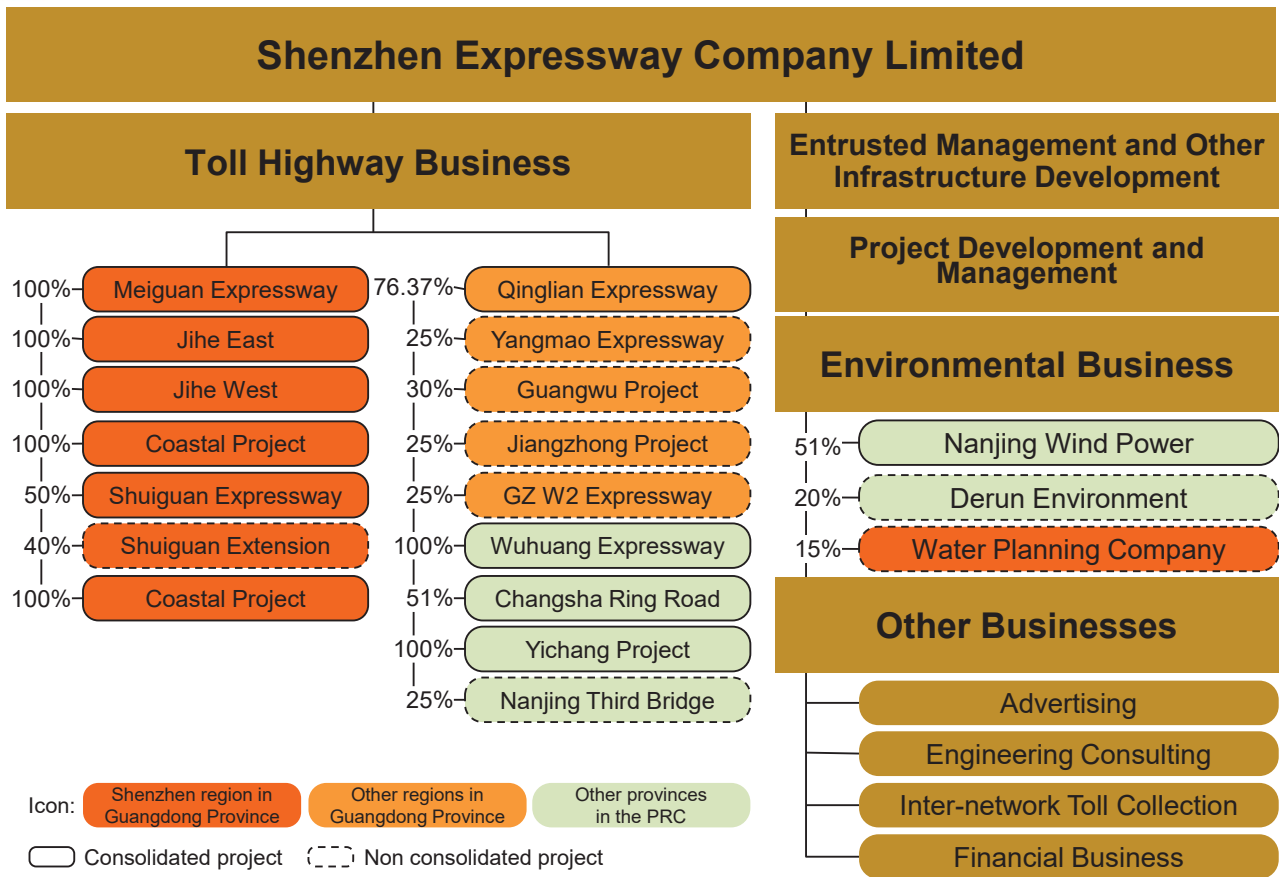 Shenzhen Expressway Company Limited
Toll Highway Business
100%
Meiguan Expressway
100%
Jihe East
100%
Jihe West
100%
Coastal Project
50%
Shuiguan Expressway
40%
Shuiguan Extension
100%
Coastal Project
76.37%
Qinglian Expressway
25%
Yangmao Expressway
30%
Guangwu Project
25%
Jiangzhong Project
25%
GZ W2 Expressway
100%
Wuhuang Expressway
51%
Changsha Ring Road
100%
Yichang Project
25%
Nanjing Third Bridge
Entrusted Management and Other
Infrastructure Development
Project Development and
Management
Environmental Business
51%
Nanjing Wind Power
20%
Derun Environment
15%
Water Planning Company
Other Businesses
Advertising
Engineering Consulting
Inter-network Toll Collection
Financial Business
Icon:
Shenzhen region in
Guangdong Province
Other regions in
Guangdong Province
Other provinces
in the PRC
Consolidated project
Non consolidated project